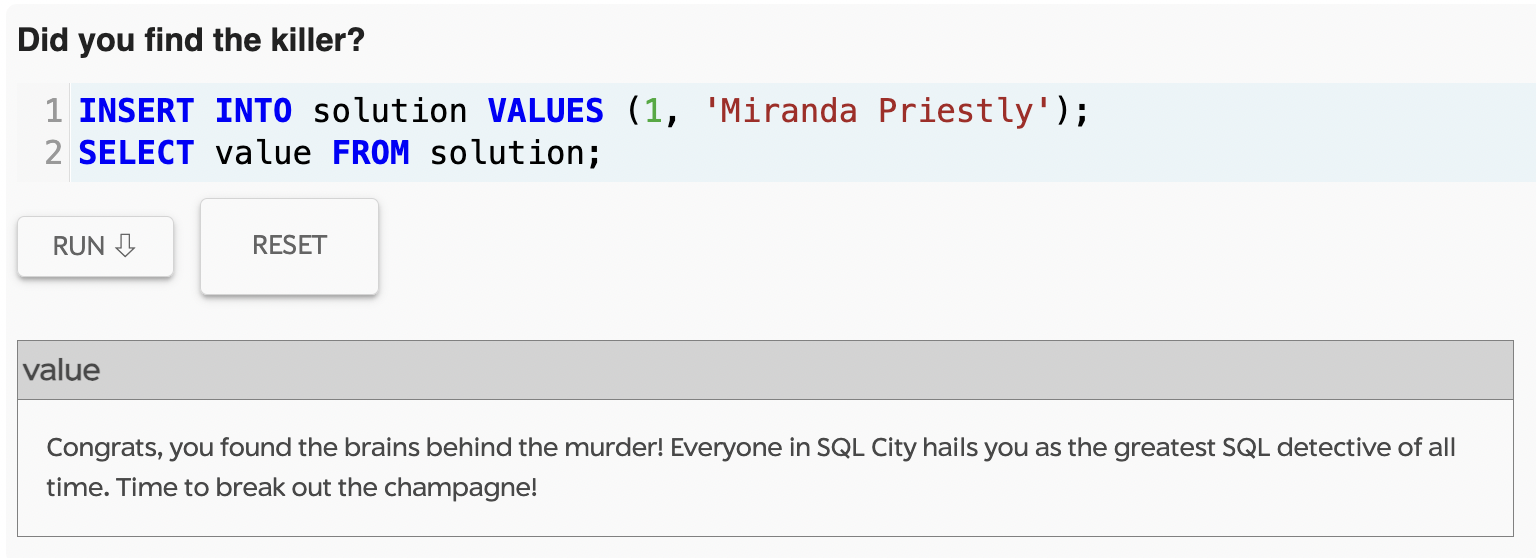 Did you find the killer?
1 INSERT INTO solution VALUES (1, 'Miranda Priestly');
2 SELECT value FROM solution;
RUN ⇩ RESET
value
Congrats, you found the brains behind the murder! Everyone in SQL City hails you as the greatest SQL detective of all
time. Time to break out the champagne!